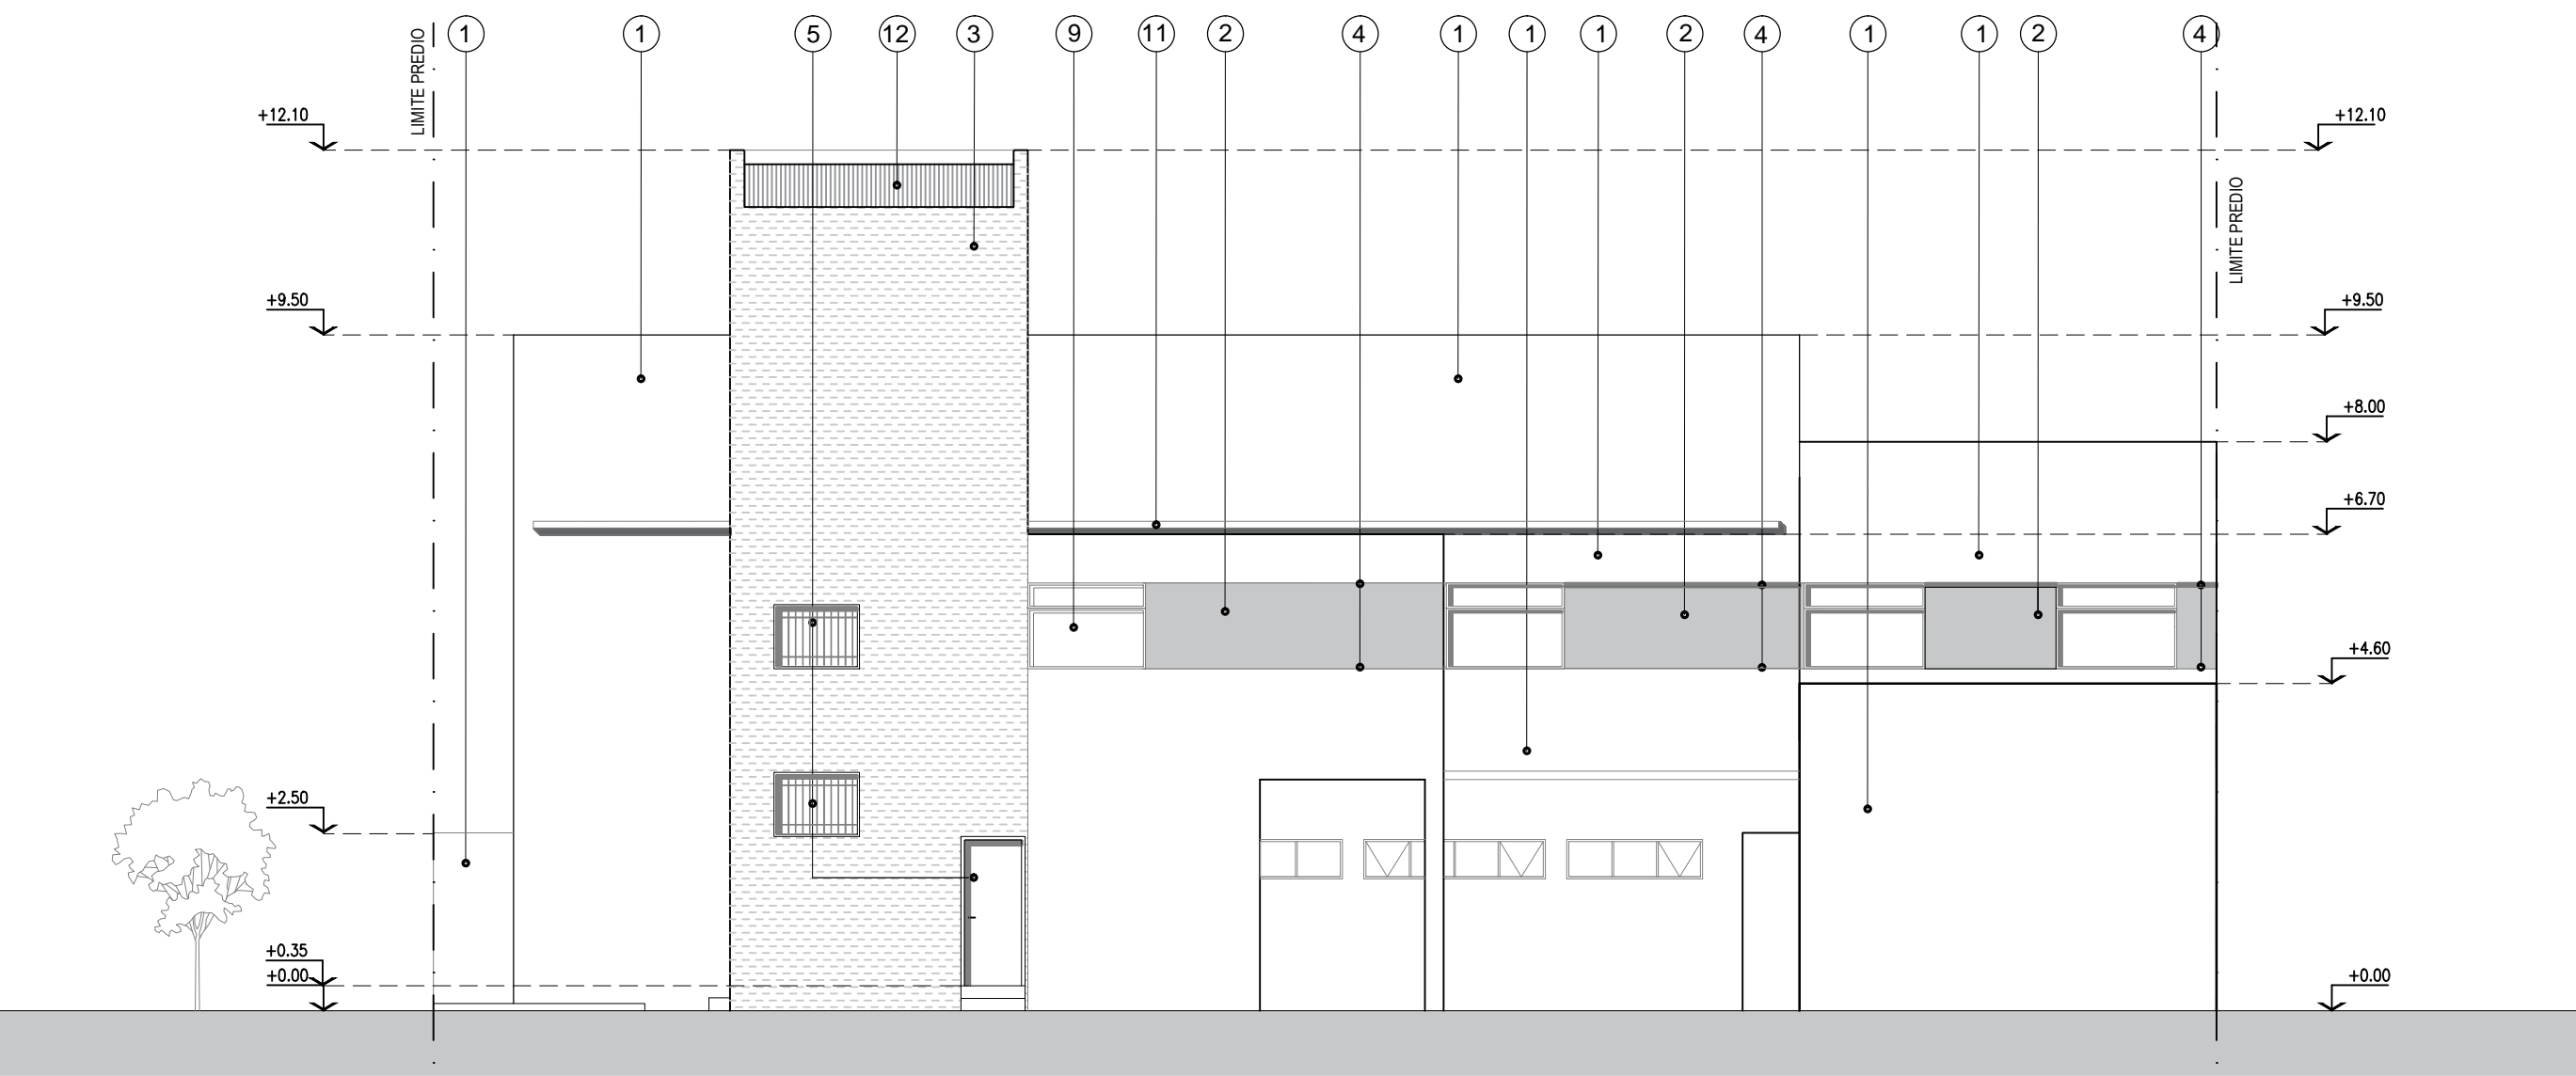 1 1 5 12 3 9 11 2 4 1 1 1 2 4 1 1 2 4
LIMITE PREDIO
+12.10 +12.10
LIMITE PREDIO
+9.50 +9.50
+8.00
+6.70
+4.60
+2.50
+0.35
+0.00 +0.00